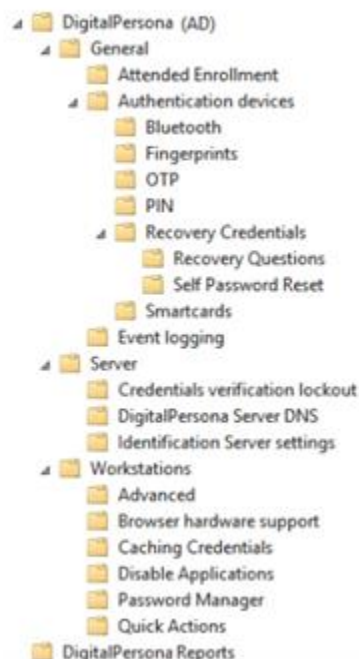 DigitalPersona (AD)
General
Attended Enrollment
Authentication devices
Bluetooth
Fingerprints
OTP
PIN
Recovery Credentials
Recovery Questions
Self Password Reset
Smartcards
Event logging
Server
Credentials verification lockout
DigitalPersona Server DNS
Identification Server settings
Workstations
Advanced
Browser hardware support
Caching Credentials
Disable Applications
Password Manager
Quick Actions
DigitalPersona Reports